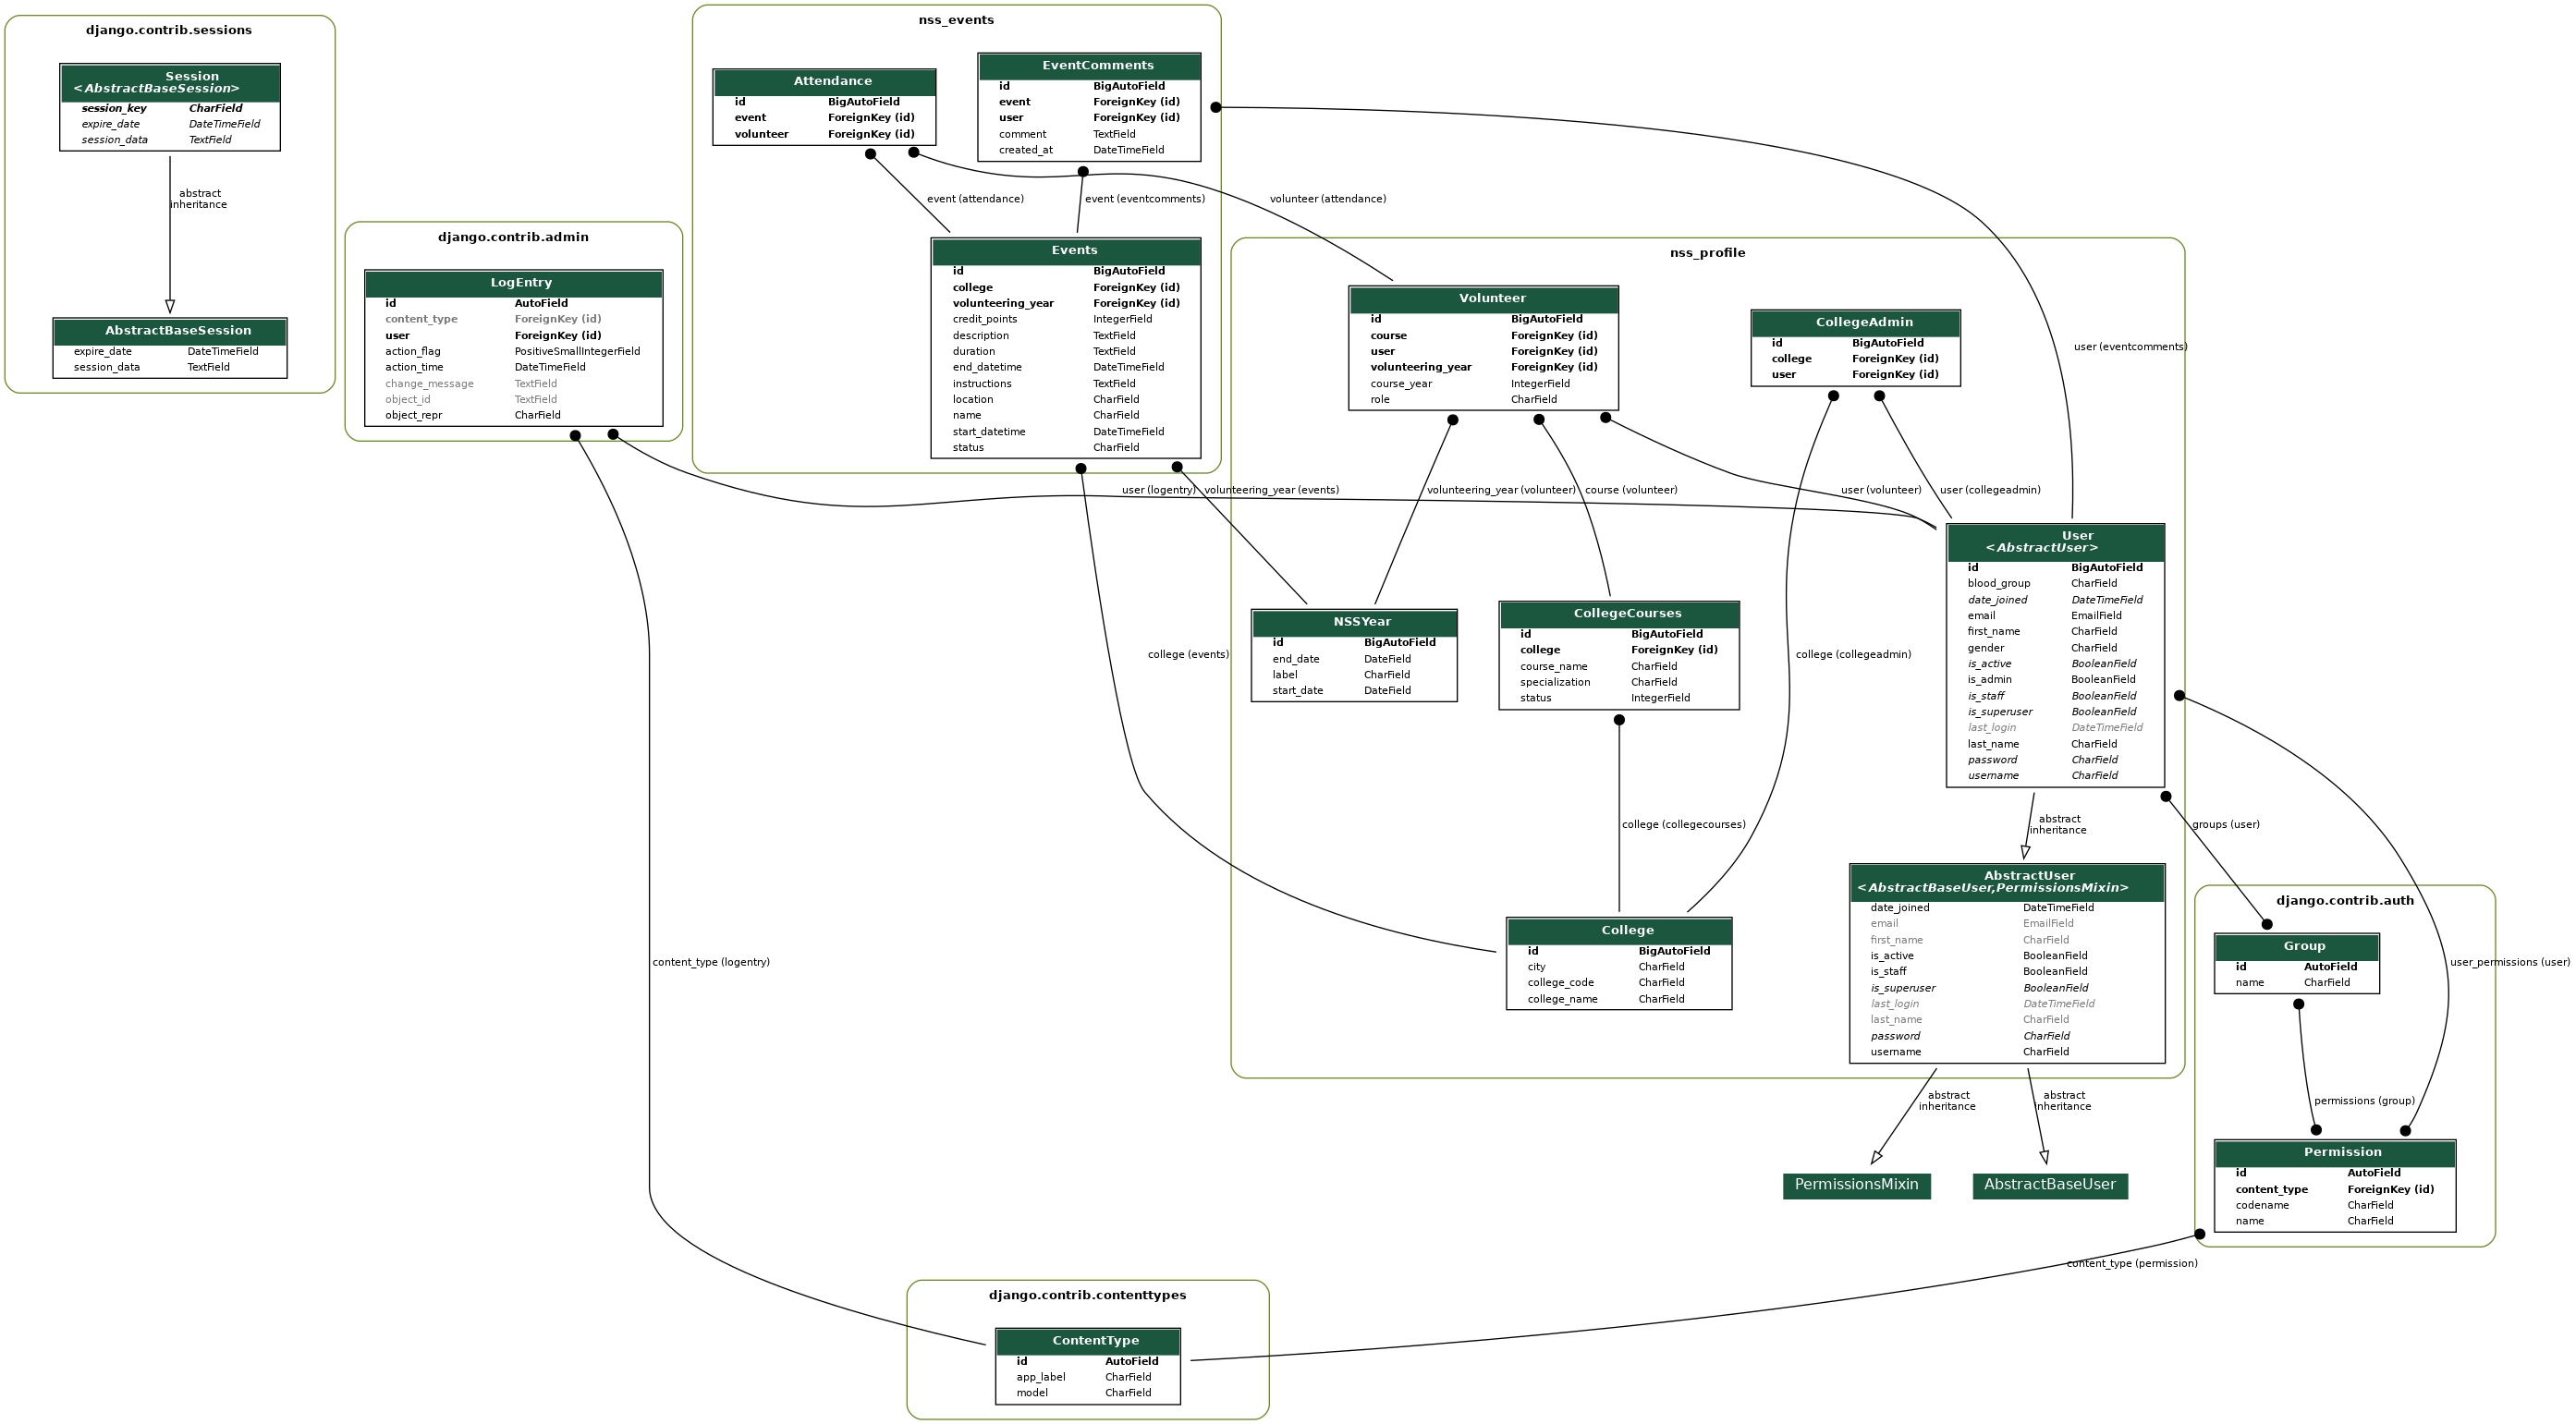 django.contrib.sessions
Session
<AbstractBaseSession>
session_key CharField
expire_date DateTimeField
session_data TextField
abstract
inheritance
AbstractBaseSession
expire_date DateTimeField
session_data TextField
django.contrib.admin
LogEntry
id AutoField
content_type ForeignKey (id)
user ForeignKey (id)
action_flag PositiveSmallIntegerField
action_time DateTimeField
change_message TextField
object_id TextField
object_repr CharField
nss_events
Attendance
id BigAutoField
event ForeignKey (id)
volunteer ForeignKey (id)
EventComments
id BigAutoField
event ForeignKey (id)
user ForeignKey (id)
comment TextField
created_at DateTimeField
event (attendance)
event (eventcomments)
volunteer (attendance)
Events
id BigAutoField
college ForeignKey (id)
volunteering_year ForeignKey (id)
credit_points IntegerField
description TextField
duration TextField
end_datetime DateTimeField
instructions TextField
location CharField
name CharField
start_datetime DateTimeField
status CharField
nss_profile
Volunteer
id BigAutoField
course ForeignKey (id)
user ForeignKey (id)
volunteering_year ForeignKey (id)
course_year IntegerField
role CharField
CollegeAdmin
id BigAutoField
college ForeignKey (id)
user ForeignKey (id)
user (eventcomments)
user (logentry)
volunteering_year (events)
volunteering_year (volunteer)
course (volunteer)
user (volunteer)
user (collegeadmin)
User
<AbstractUser>
id BigAutoField
blood_group CharField
date_joined DateTimeField
email EmailField
first_name CharField
gender CharField
is_active BooleanField
is_admin BooleanField
is_staff BooleanField
is_superuser BooleanField
last_login DateTimeField
last_name CharField
password CharField
username CharField
NSSYear
id BigAutoField
end_date DateField
label CharField
start_date DateField
CollegeCourses
id BigAutoField
college ForeignKey (id)
course_name CharField
specialization CharField
status IntegerField
college (events)
college (collegeadmin)
college (collegecourses)
abstract
inheritance
groups (user)
AbstractUser
<AbstractBaseUser,PermissionsMixin>
date_joined DateTimeField
email EmailField
first_name CharField
is_active BooleanField
is_staff BooleanField
is_superuser BooleanField
last_login DateTimeField
last_name CharField
password CharField
username CharField
College
id BigAutoField
city CharField
college_code CharField
college_name CharField
django.contrib.auth
Group
id AutoField
name CharField
content_type (logentry)
user_permissions (user)
abstract
inheritance
abstract
inheritance
permissions (group)
PermissionsMixin
AbstractBaseUser
Permission
id AutoField
content_type ForeignKey (id)
codename CharField
name CharField
content_type (permission)
django.contrib.contenttypes
ContentType
id AutoField
app_label CharField
model CharField